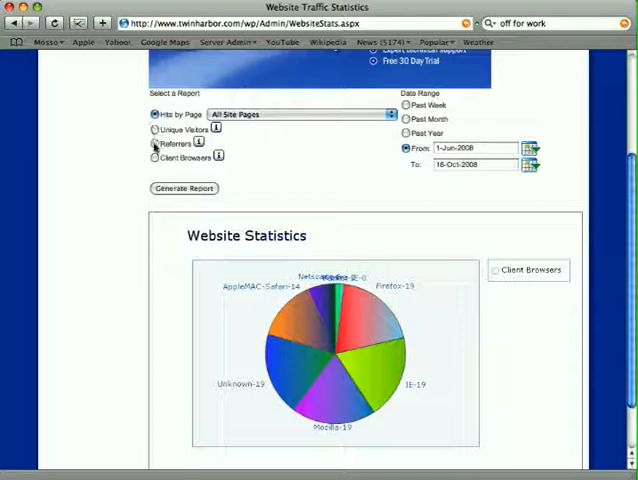 Website Traffic Statistics
http://www.twinharbor.com/wp/Admin/WebsiteStats.aspx
off for work
Mosso Apple Yahoo! Google Maps Server Admin YouTube Wikipedia News (5174) Popular Weather
Expert technical support
Free 30 Day Trial
Select a Report
Date Range
Hits by Page All Site Pages
Past Week
Unique Visitors
Past Month
Referrers
Past Year
Client Browsers
From: 1-Jun-2008
To: 16-Oct-2008
Generate Report
Website Statistics
Client Browsers
AppleMAC-Safari-14
Firefox-19
Unknown-19
IE-19
Mozilla-19